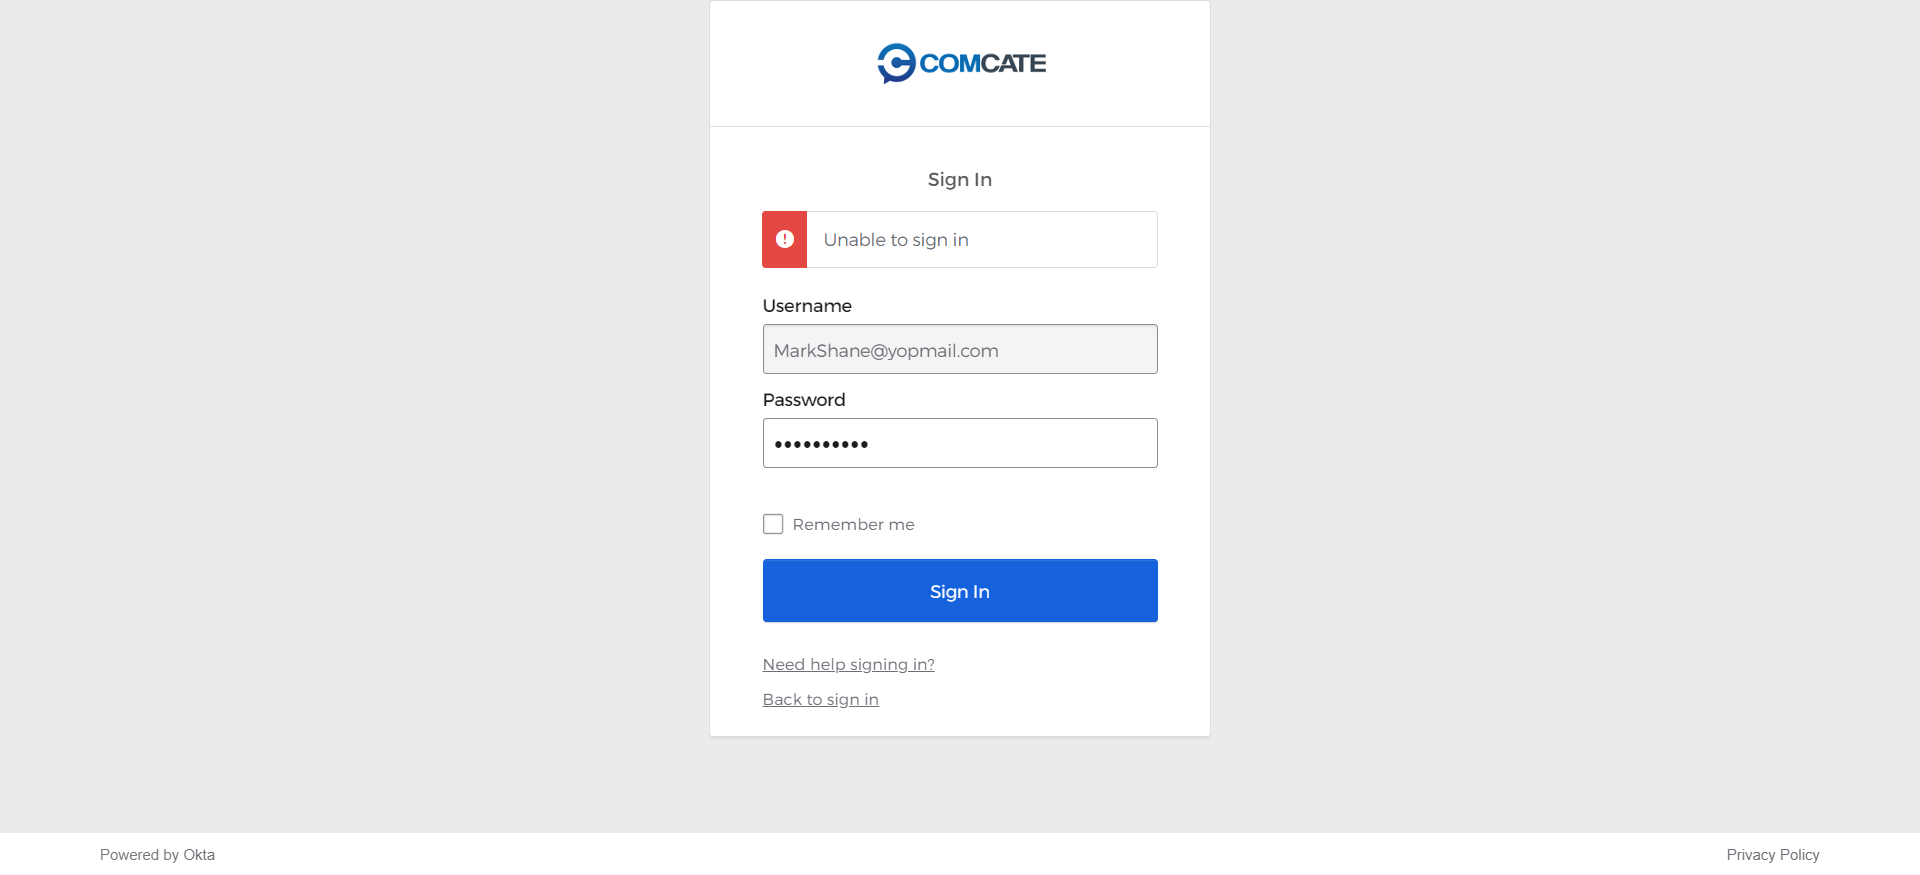 COMCATE
Sign In
Unable to sign in
Username
MarkShane@yopmail.com
Password
••••••••••
Remember me
Sign In
Need help signing in?
Back to sign in
Powered by Okta
Privacy Policy